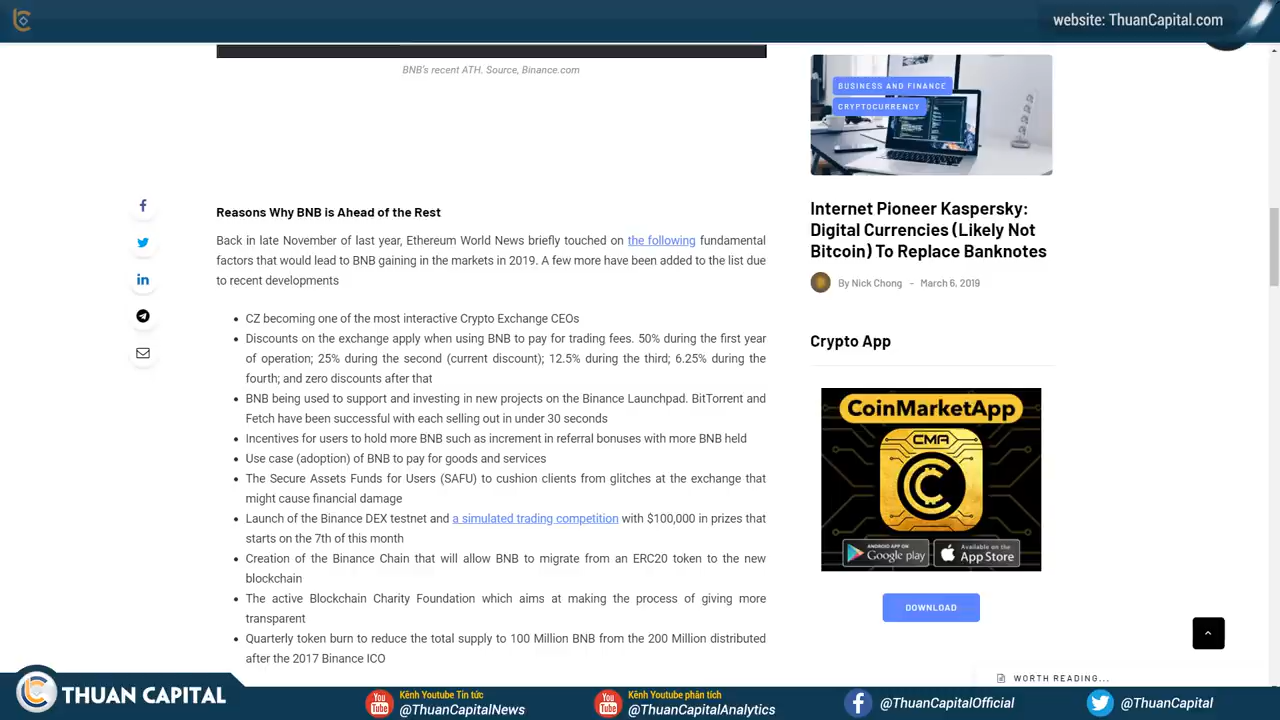 website: ThuanCapital.com
BNB's recent ATH. Source, Binance.com
Reasons Why BNB is Ahead of the Rest
Back in late November of last year, Ethereum World News briefly touched on the following fundamental
factors that would lead to BNB gaining in the markets in 2019. A few more have been added to the list due
to recent developments
CZ becoming one of the most interactive Crypto Exchange CEOs
Discounts on the exchange apply when using BNB to pay for trading fees. 50% during the first year
of operation; 25% during the second (current discount); 12.5% during the third; 6.25% during the
fourth; and zero discounts after that
BNB being used to support and investing in new projects on the Binance Launchpad. BitTorrent and
Fetch have been successful with each selling out in under 30 seconds
Incentives for users to hold more BNB such as increment in referral bonuses with more BNB held
Use case (adoption) of BNB to pay for goods and services
The Secure Assets Funds for Users (SAFU) to cushion clients from glitches at the exchange that
might cause financial damage
Launch of the Binance DEX testnet and a simulated trading competition with $100,000 in prizes that
starts on the 7th of this month
Creation the Binance Chain that will allow BNB to migrate from an ERC20 token to the new
blockchain
The active Blockchain Charity Foundation which aims at making the process of giving more
transparent
Quarterly token burn to reduce the total supply to 100 Million BNB from the 200 Million distributed
after the 2017 Binance ICO
BUSINESS AND FINANCE
CRYPTOCURRENCY
Internet Pioneer Kaspersky:
Digital Currencies (Likely Not
Bitcoin) To Replace Banknotes
By Nick Chong – March 6, 2019
Crypto App
CoinMarketApp
CMA
ANDROID APP ON
Google play
Available on the
App Store
DOWNLOAD
WORTH READING...
THUAN CAPITAL
You
Tube
Kênh Youtube Tin tức
@ThuanCapitalNews
You
Tube
Kênh Youtube phân tích
@ThuanCapitalAnalytics
@ThuanCapitalOfficial
@ThuanCapital